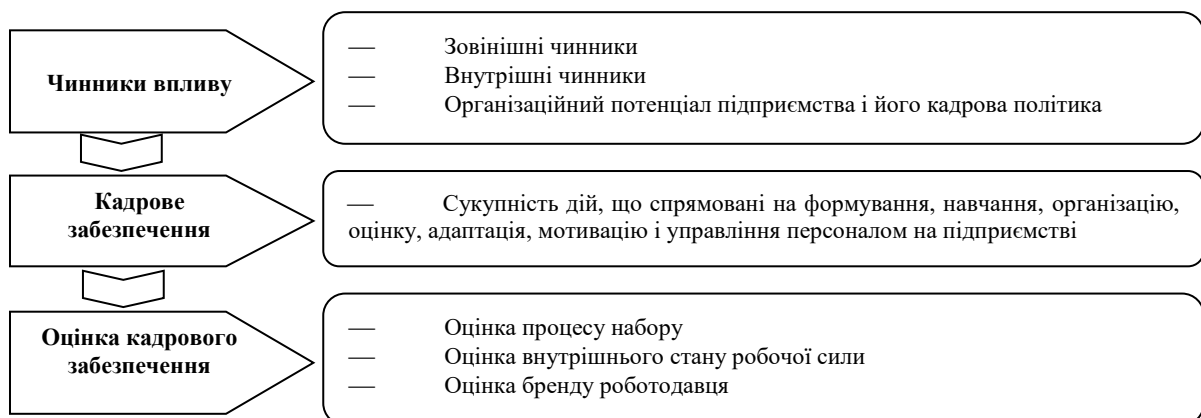 Чинники впливу
— Зовінішні чинники
— Внутрішні чинники
— Організаційний потенціал підприємства і його кадрова політика
Кадрове
забезпечення
— Сукупність дій, що спрямовані на формування, навчання, організацію,
оцінку, адаптація, мотивацію і управління персоналом на підприємстві
Оцінка кадрового
забезпечення
— Оцінка процесу набору
— Оцінка внутрішнього стану робочої сили
— Оцінка бренду роботодавця